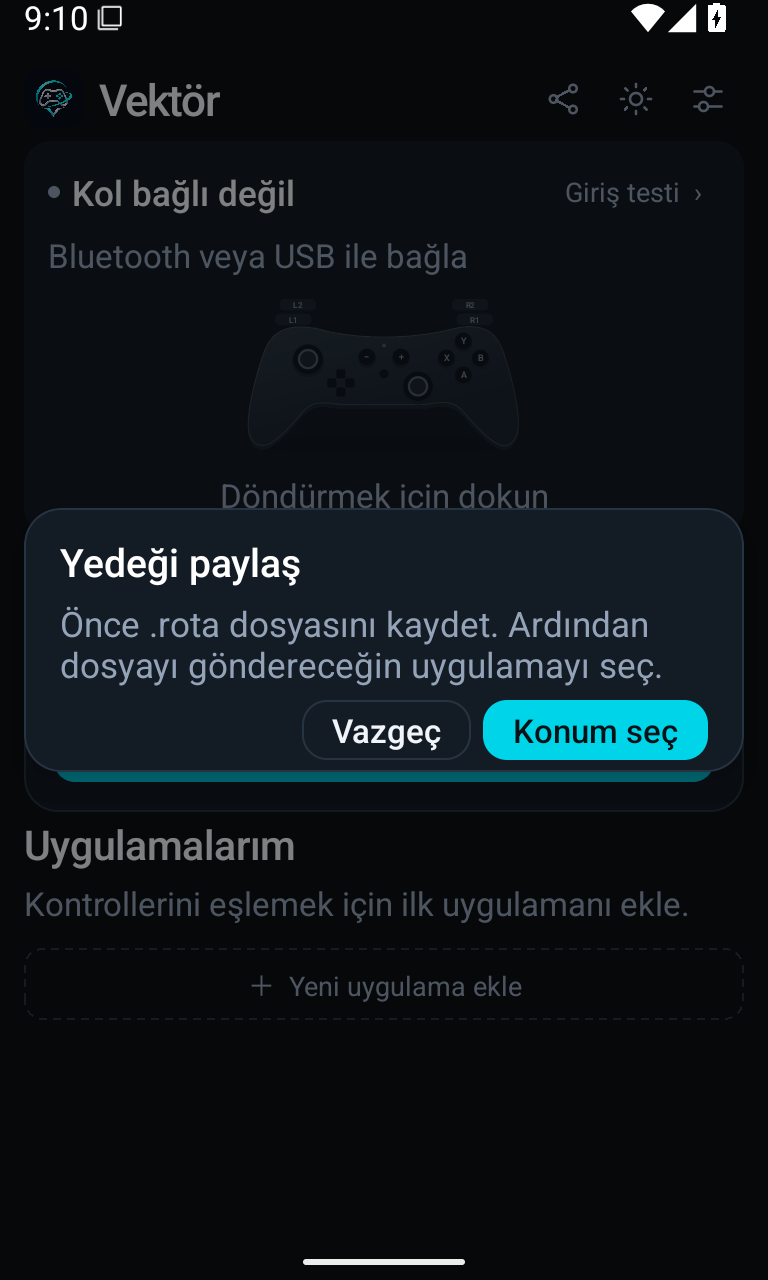 9:10
Vektör
Kol bağlı değil
Giriş testi ›
Bluetooth veya USB ile bağla
L2
R2
L1
R1
Y
X
B
A
Döndürmek için dokun
Yedeği paylaş
Önce .rota dosyasını kaydet. Ardından
dosyayı göndereceğin uygulamayı seç.
Vazgeç
Konum seç
Uygulamalarım
Kontrollerini eşlemek için ilk uygulamanı ekle.
+ Yeni uygulama ekle